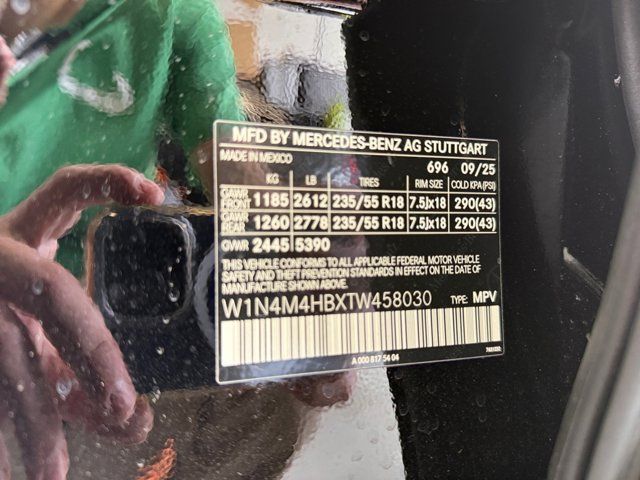 MFD BY MERCEDES-BENZ AG STUTTGART
MADE IN MEXICO 696 09/25
KG LB TIRES RIM SIZE COLD KPA(PSI)
GAWR FRONT 1185 2612 235/55 R18 7.5Jx18 290(43)
GAWR REAR 1260 2778 235/55 R18 7.5Jx18 290(43)
GVWR 2445 5390
THIS VEHICLE CONFORMS TO ALL APPLICABLE FEDERAL MOTOR VEHICLE
SAFETY AND THEFT PREVENTION STANDARDS IN EFFECT ON THE DATE OF
MANUFACTURE SHOWN ABOVE.
W1N4M4HBXTW458030 TYPE: MPV
A 000 817 54 04